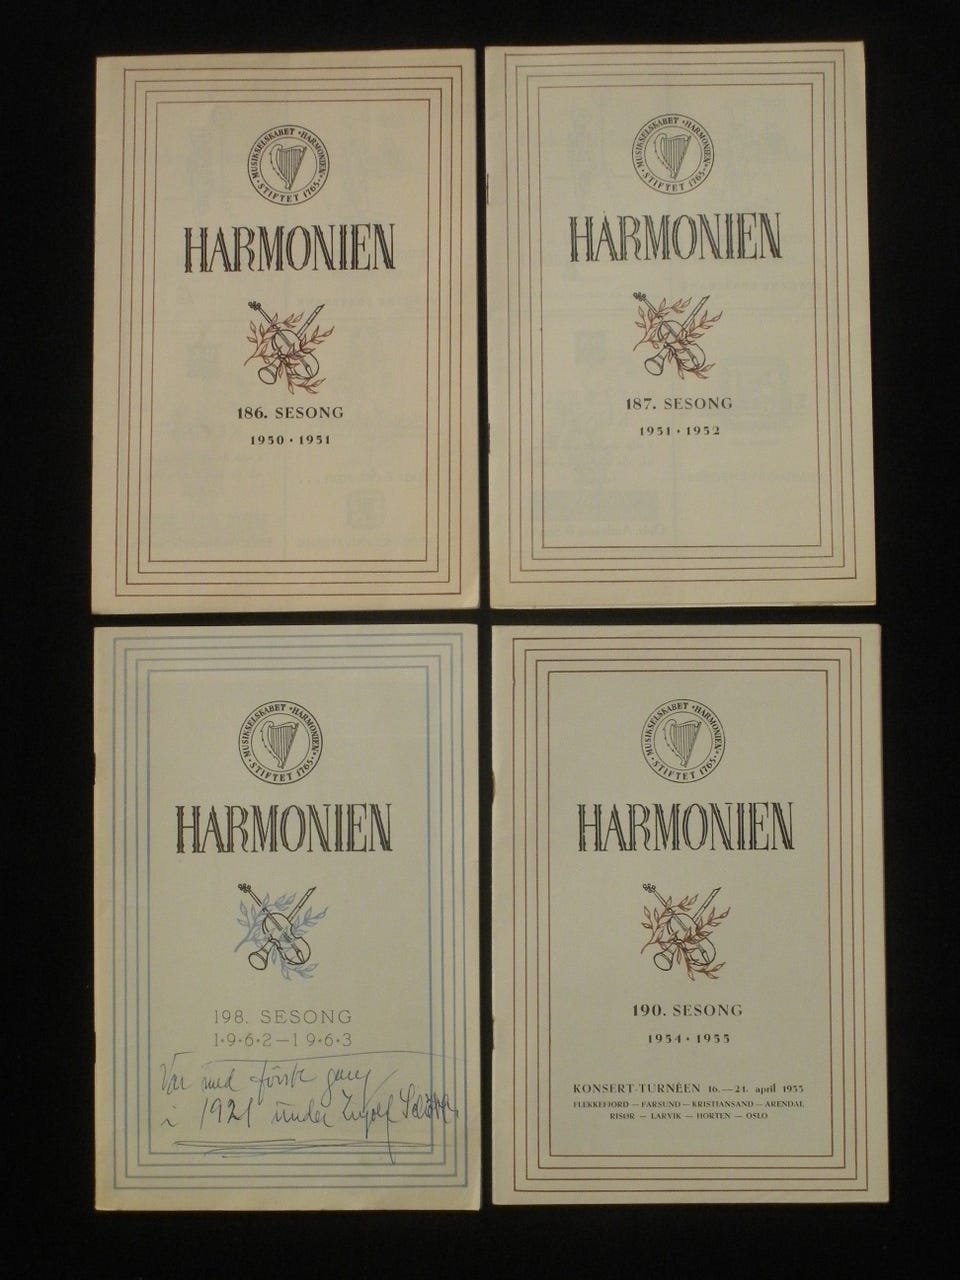 MUSIKSELSKABET · HARMONIEN · STIFTET 1765 ·
HARMONIEN
186. SESONG
1950 · 1951
MUSIKSELSKABET · HARMONIEN · STIFTET 1765 ·
HARMONIEN
187. SESONG
1951 · 1952
MUSIKSELSKABET · HARMONIEN · STIFTET 1765 ·
HARMONIEN
198. SESONG
1·9·6·2—1 9·6·3
Var med første gang
i 1921 under
MUSIKSELSKABET · HARMONIEN · STIFTET 1765 ·
HARMONIEN
190. SESONG
1954 · 1955
KONSERT-TURNÉEN 16.—24. april 1955
FLEKKEFJORD — FARSUND — KRISTIANSAND — ARENDAL
RISØR — LARVIK — HORTEN — OSLO